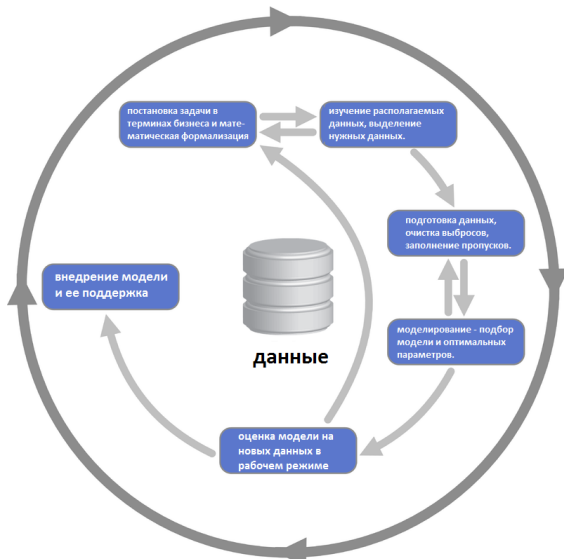 постановка задачи в
терминах бизнеса и мате-
матическая формализация
изучение располагаемых
данных, выделение
нужных данных.
подготовка данных,
очистка выбросов,
заполнение пропусков.
внедрение модели
и ее поддержка
моделирование - подбор
модели и оптимальных
параметров.
данные
оценка модели на
новых данных в
рабочем режиме